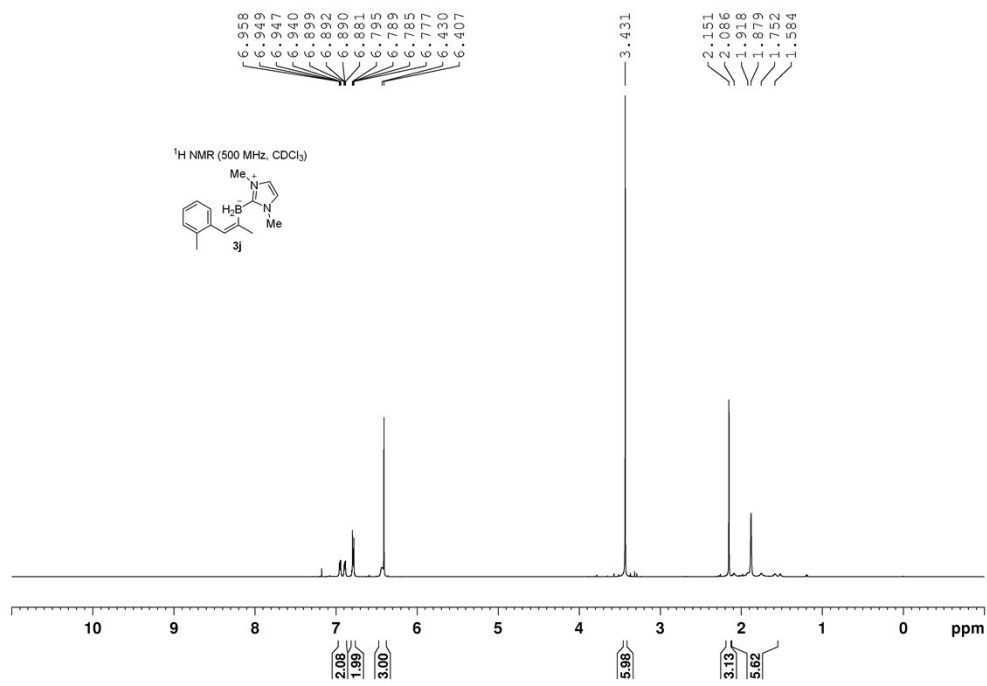 6.958
6.949
6.947
6.940
6.899
6.892
6.890
6.881
6.795
6.789
6.785
6.777
6.430
6.407
3.431
2.151
2.086
1.918
1.879
1.752
1.584
¹H NMR (500 MHz, CDCl₃)
Me
N
+
−
H₂B
N
Me
3j
10 9 8 7 6 5 4 3 2 1 0 ppm
2.08 1.99 3.00 5.98 3.13 5.62